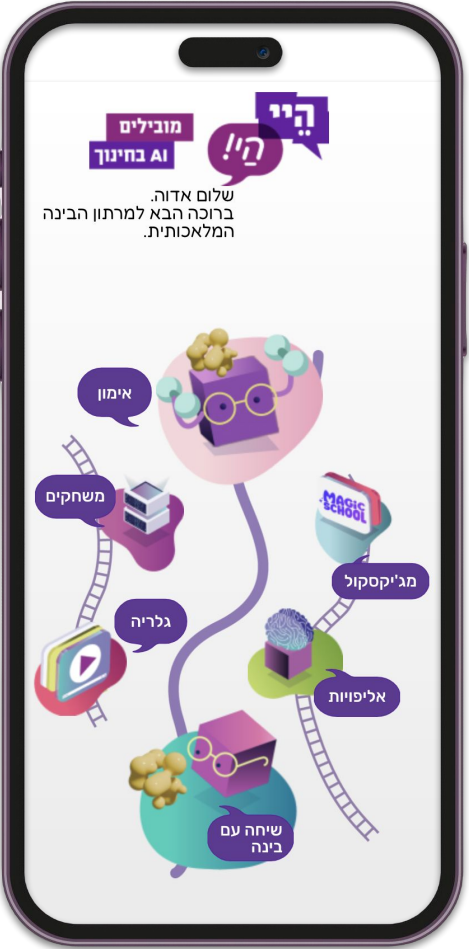 הֵיי
הַיי!
מובילים
AI בחינוך
שלום אדוה.
ברוכה הבא למרתון הבינה
המלאכותית.
אימון
משחקים
MAGIC
SCHOOL
מג'יקסקול
גלריה
אליפויות
שיחה עם
בינה